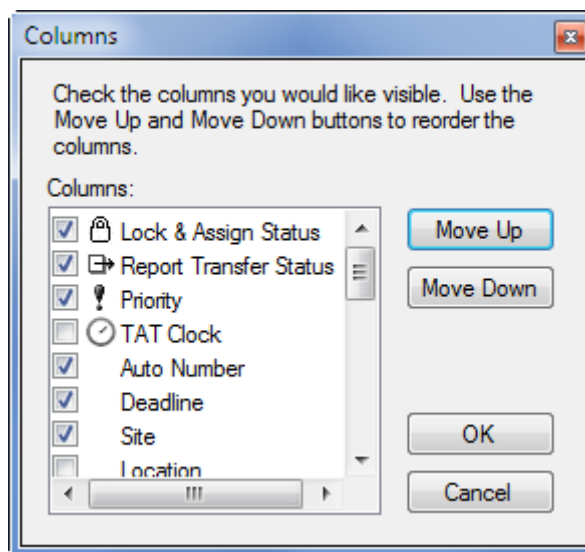 Columns
Check the columns you would like visible. Use the
Move Up and Move Down buttons to reorder the
columns.
Columns:
Lock & Assign Status
Report Transfer Status
Priority
TAT Clock
Auto Number
Deadline
Site
Location
Move Up
Move Down
OK
Cancel